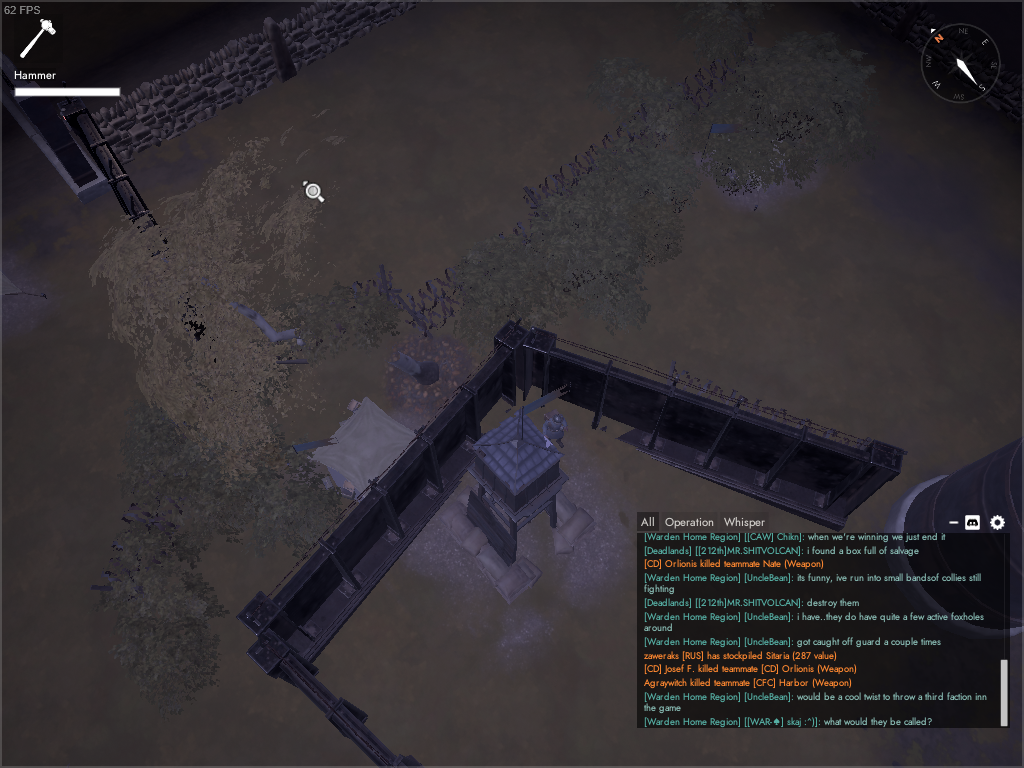 62 FPS
Hammer
N
NE
E
SE
S
SW
W
NW
All Operation Whisper
[Warden Home Region] [[CAW] Chikn]: when we're winning we just end it
[Deadlands] [[212th]MR.SHITVOLCAN]: i found a box full of salvage
[CD] Orlionis killed teammate Nate (Weapon)
[Warden Home Region] [UncleBean]: its funny, ive run into small bandsof collies still
fighting
[Deadlands] [[212th]MR.SHITVOLCAN]: destroy them
[Warden Home Region] [UncleBean]: i have..they do have quite a few active foxholes
around
[Warden Home Region] [UncleBean]: got caught off guard a couple times
zaweraks [RUS] has stockpiled Sitaria (287 value)
[CD] Josef F. killed teammate [CD] Orlionis (Weapon)
Agraywitch killed teammate [CFC] Harbor (Weapon)
[Warden Home Region] [UncleBean]: would be a cool twist to throw a third faction inn
the game
[Warden Home Region] [[WAR-♠] skaj :^)]: what would they be called?